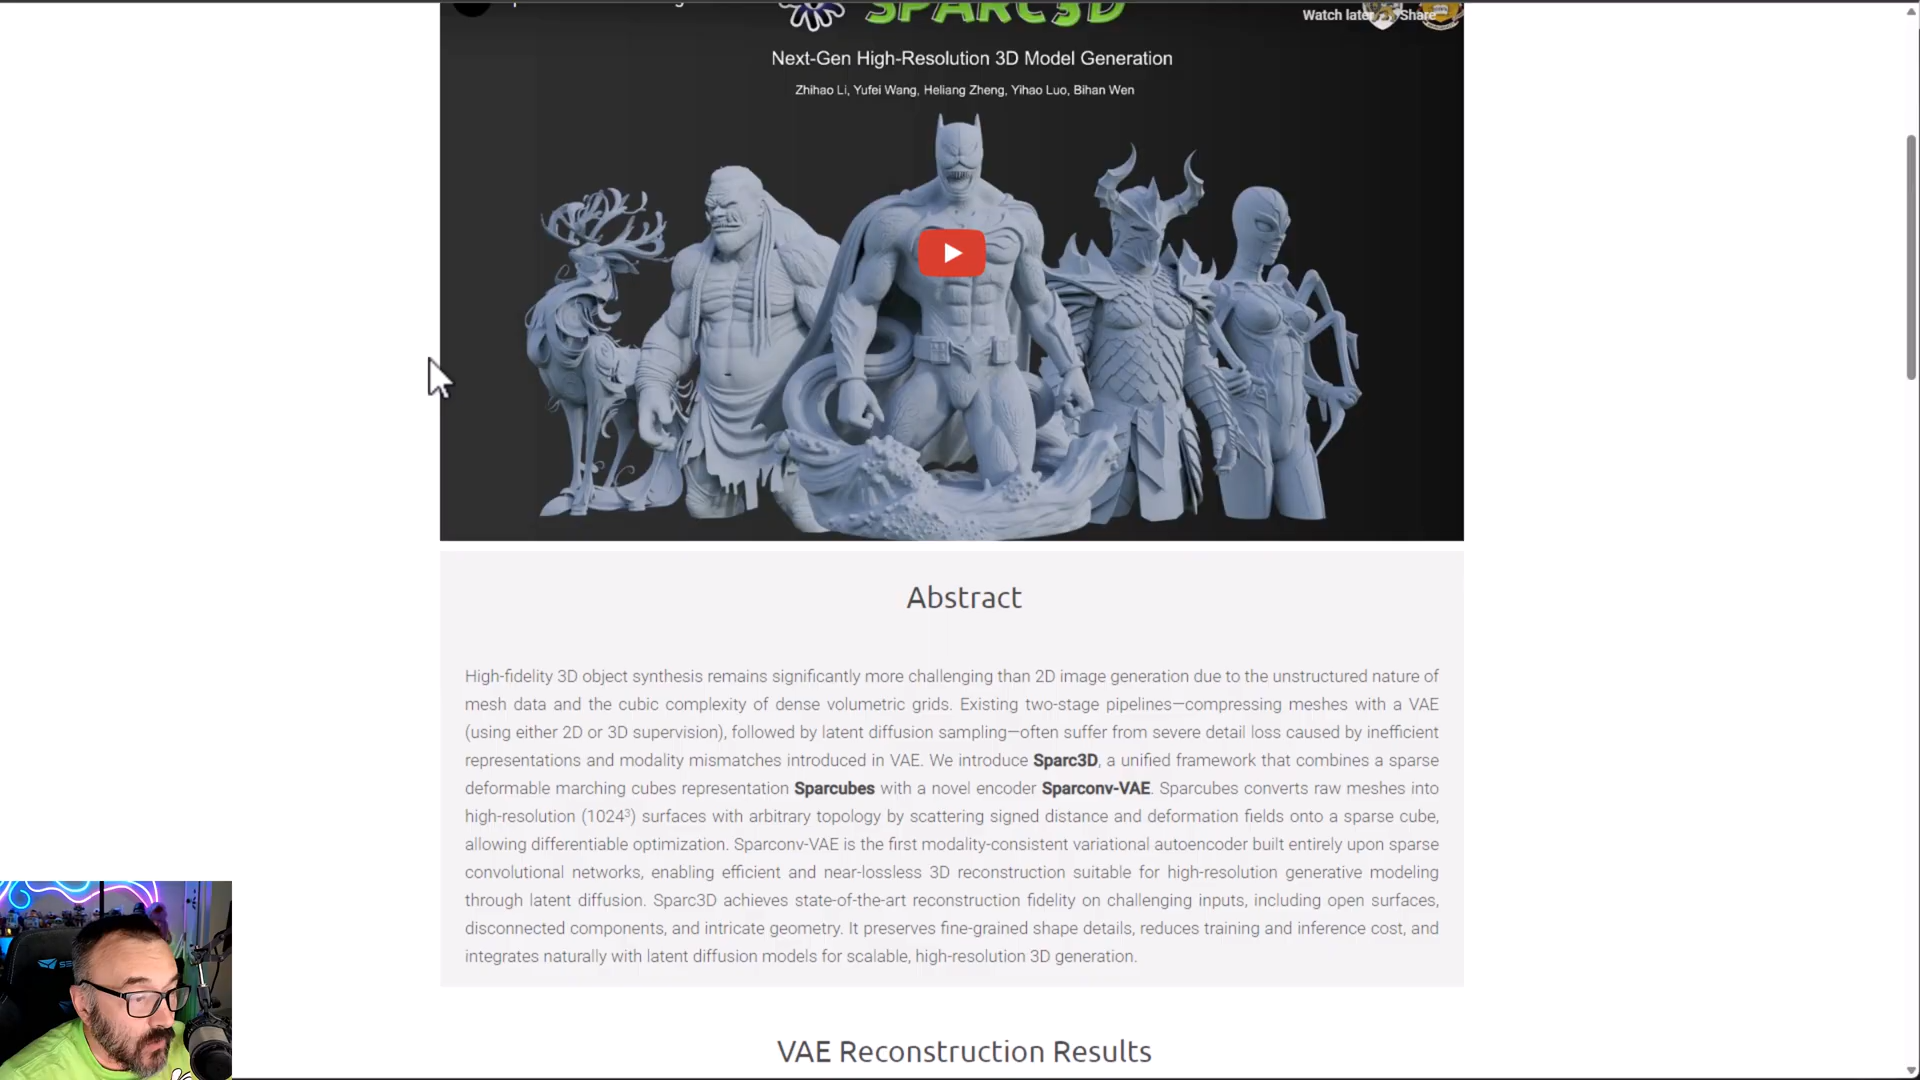 SPARC3D
Watch later
Share
Next-Gen High-Resolution 3D Model Generation
Zhihao Li, Yufei Wang, Heliang Zheng, Yihao Luo, Bihan Wen
Abstract
High-fidelity 3D object synthesis remains significantly more challenging than 2D image generation due to the unstructured nature of
mesh data and the cubic complexity of dense volumetric grids. Existing two-stage pipelines—compressing meshes with a VAE
(using either 2D or 3D supervision), followed by latent diffusion sampling—often suffer from severe detail loss caused by inefficient
representations and modality mismatches introduced in VAE. We introduce Sparc3D, a unified framework that combines a sparse
deformable marching cubes representation Sparcubes with a novel encoder Sparconv-VAE. Sparcubes converts raw meshes into
high-resolution (1024³) surfaces with arbitrary topology by scattering signed distance and deformation fields onto a sparse cube,
allowing differentiable optimization. Sparconv-VAE is the first modality-consistent variational autoencoder built entirely upon sparse
convolutional networks, enabling efficient and near-lossless 3D reconstruction suitable for high-resolution generative modeling
through latent diffusion. Sparc3D achieves state-of-the-art reconstruction fidelity on challenging inputs, including open surfaces,
disconnected components, and intricate geometry. It preserves fine-grained shape details, reduces training and inference cost, and
integrates naturally with latent diffusion models for scalable, high-resolution 3D generation.
VAE Reconstruction Results